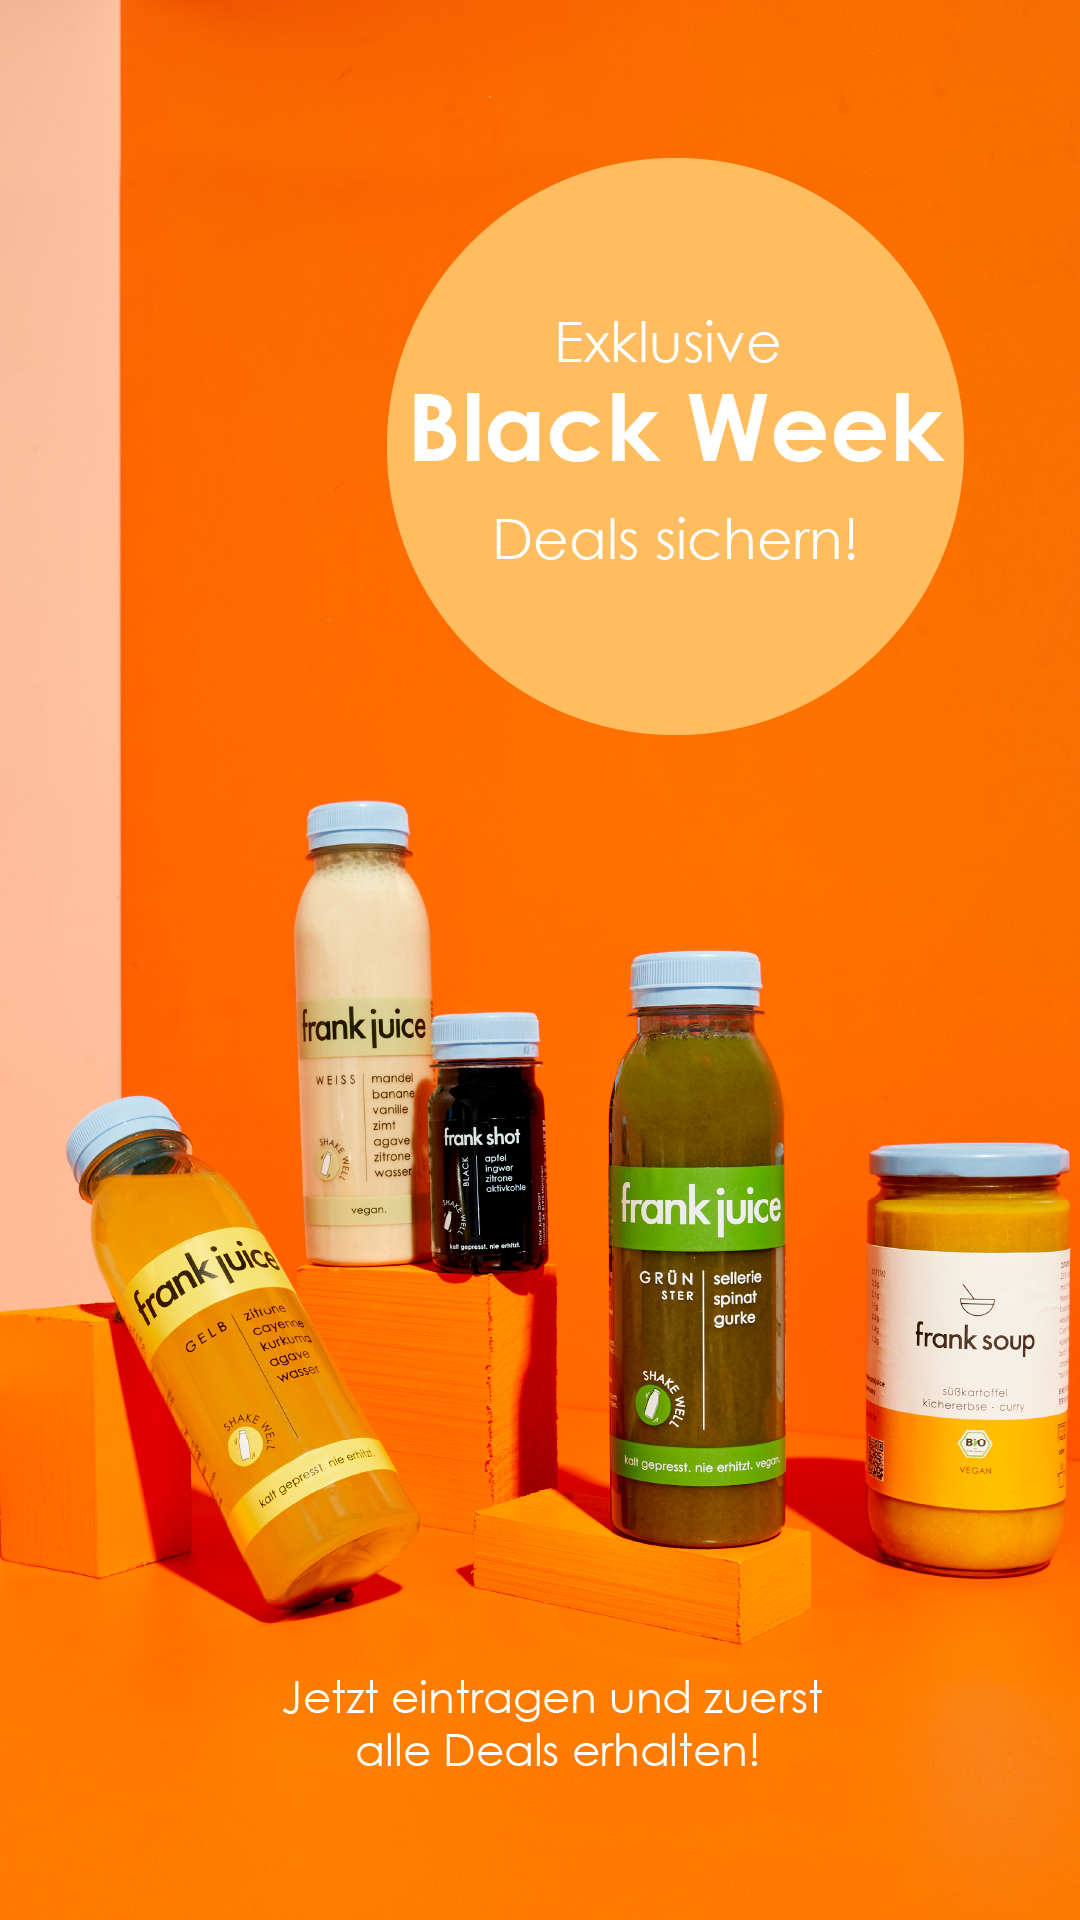 Exklusive
Black Week
Deals sichern!
frank juice
WEISS
mandel
banane
vanille
zimt
agave
zitrone
wasser
SHAKE WELL
vegan.
frank shot
BLACK
apfel
ingwer
zitrone
aktivkohle
SHAKE WELL
kalt gepresst. nie erhitzt.
frank juice
GELB
zitrone
cayenne
kurkuma
agave
wasser
SHAKE WELL
kalt gepresst. nie erhitzt.
frank juice
GRÜN
STER
sellerie
spinat
gurke
SHAKE WELL
kalt gepresst. nie erhitzt. vegan.
frank soup
süßkartoffel
kichererbse · curry
BIO
VEGAN
Jetzt eintragen und zuerst
alle Deals erhalten!